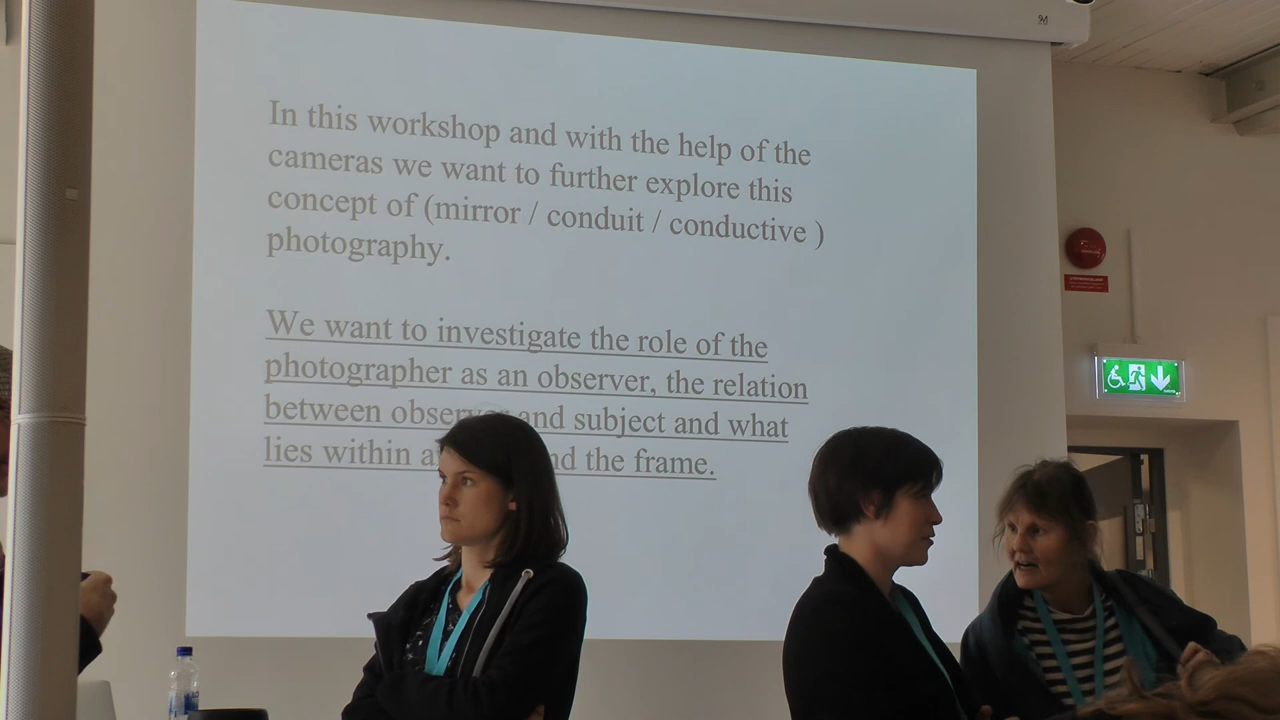 In this workshop and with the help of the
cameras we want to further explore this
concept of (mirror / conduit / conductive )
photography.
We want to investigate the role of the
photographer as an observer, the relation
between observer and subject and what
lies within a nd the frame.